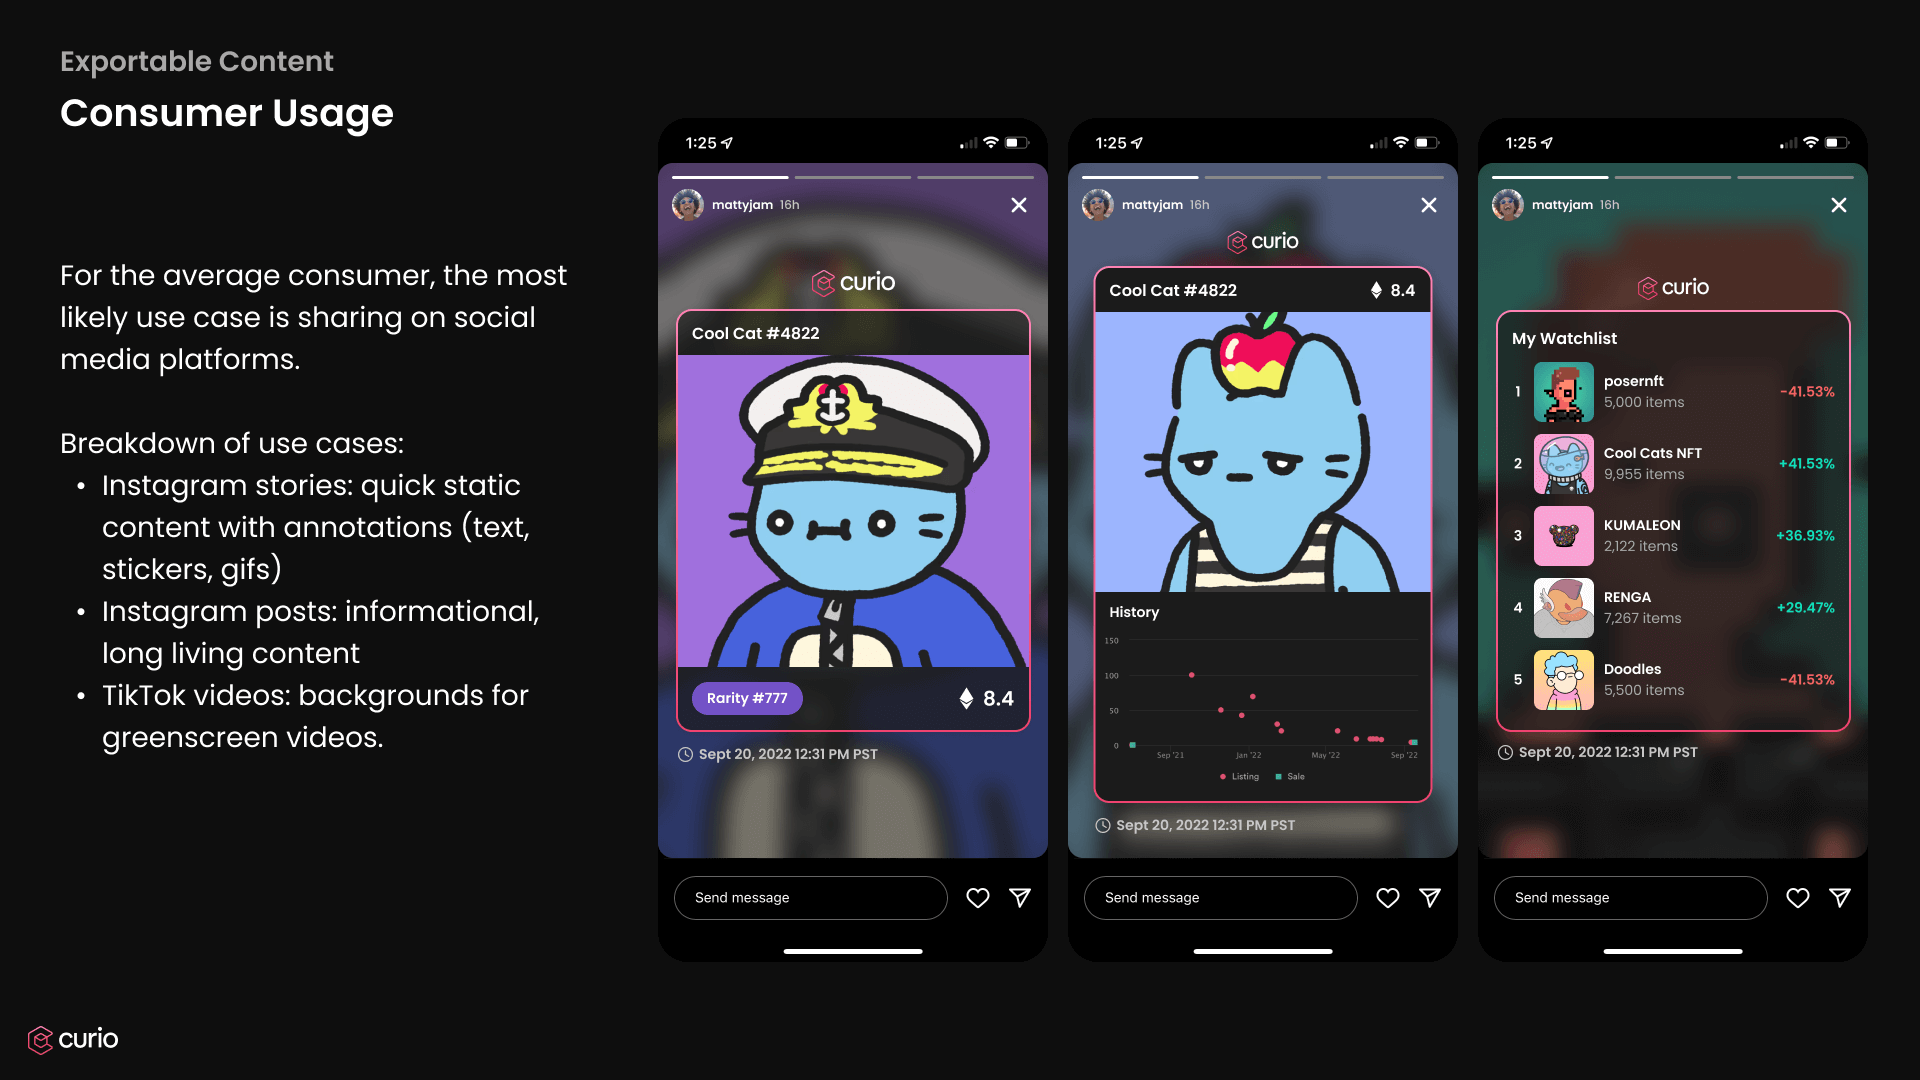 Exportable Content
Consumer Usage
For the average consumer, the most
likely use case is sharing on social
media platforms.
Breakdown of use cases:
• Instagram stories: quick static
content with annotations (text,
stickers, gifs)
• Instagram posts: informational,
long living content
• TikTok videos: backgrounds for
greenscreen videos.
curio
1:25
mattyjam 16h
curio
Cool Cat #4822
Rarity #777
8.4
Sept 20, 2022 12:31 PM PST
Send message
1:25
mattyjam 16h
curio
Cool Cat #4822
8.4
History
150
100
50
0
Sep '21
Jan '22
May '22
Sep '22
Listing
Sale
Sept 20, 2022 12:31 PM PST
Send message
1:25
mattyjam 16h
curio
My Watchlist
1 posernft -41.53%
5,000 items
2 Cool Cats NFT +41.53%
9,955 items
3 KUMALEON +36.93%
2,122 items
4 RENGA +29.47%
7,267 items
5 Doodles -41.53%
5,500 items
Sept 20, 2022 12:31 PM PST
Send message